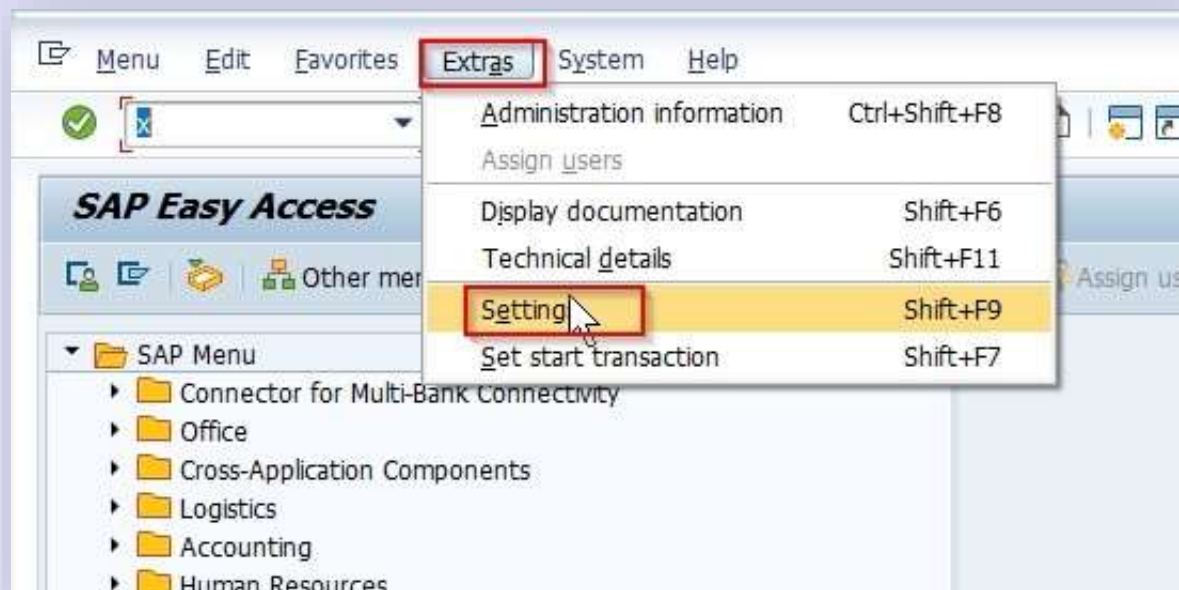 Menu Edit Favorites Extras System Help
x
Administration information Ctrl+Shift+F8
Assign users
Display documentation Shift+F6
Technical details Shift+F11
Setting Shift+F9
Set start transaction Shift+F7
SAP Easy Access
Other mer
Assign us
SAP Menu
Connector for Multi-Bank Connectivity
Office
Cross-Application Components
Logistics
Accounting
Human Resources